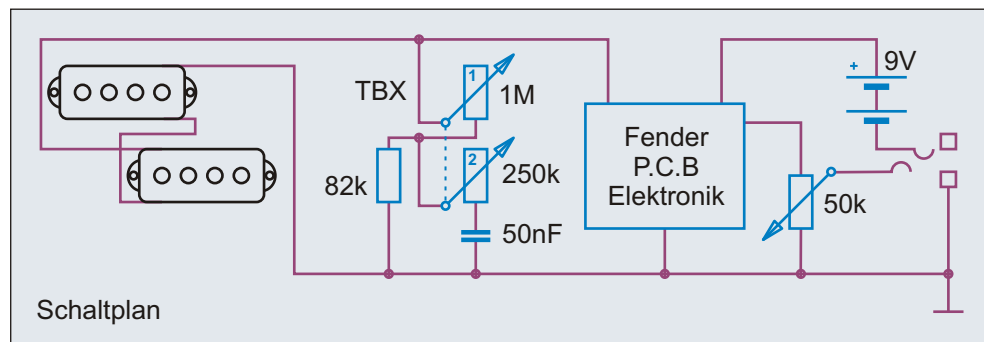 9V
+
TBX
1
1M
82k
2
250k
50nF
Fender
P.C.B
Elektronik
50k
Schaltplan